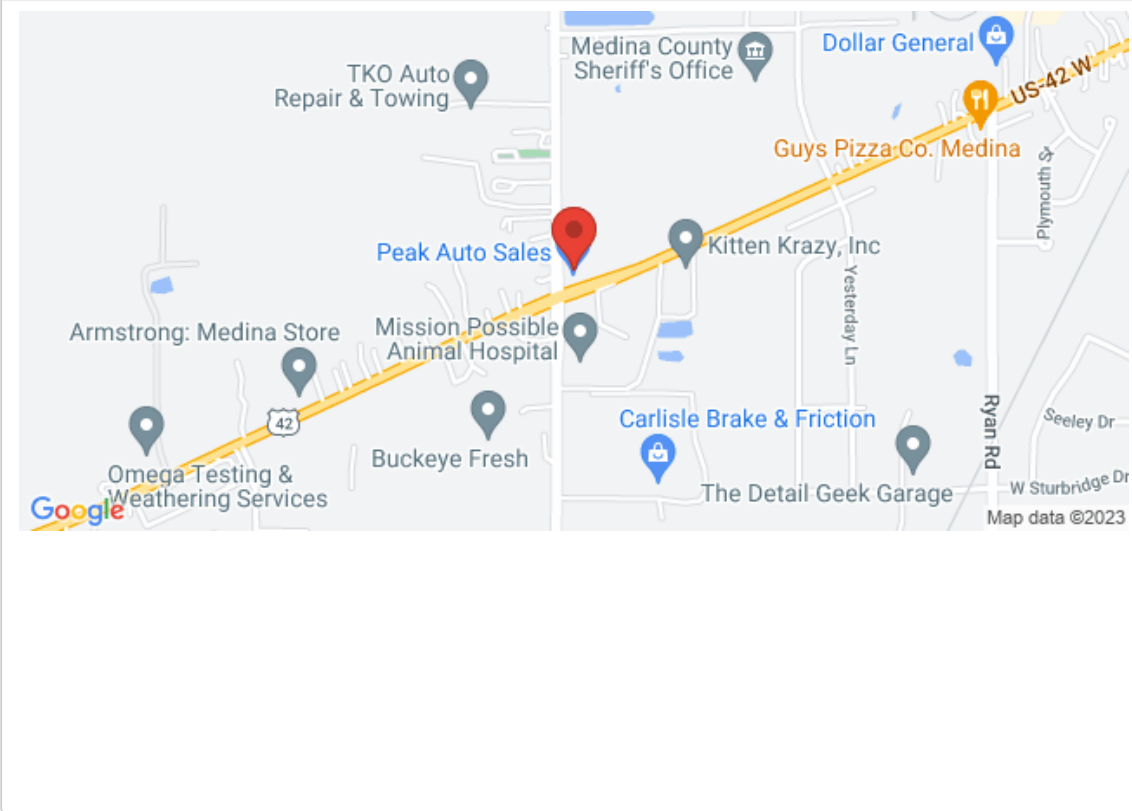 Medina County
Sheriff's Office
Dollar General
US-42 W
TKO Auto
Repair & Towing
Guys Pizza Co. Medina
Plymouth St
Peak Auto Sales
Kitten Krazy, Inc
Yesterday Ln
Armstrong: Medina Store
Mission Possible
Animal Hospital
42
Carlisle Brake & Friction
Ryan Rd
Seeley Dr
Buckeye Fresh
Omega Testing &
Weathering Services
The Detail Geek Garage
W Sturbridge Dr
Google
Map data ©2023